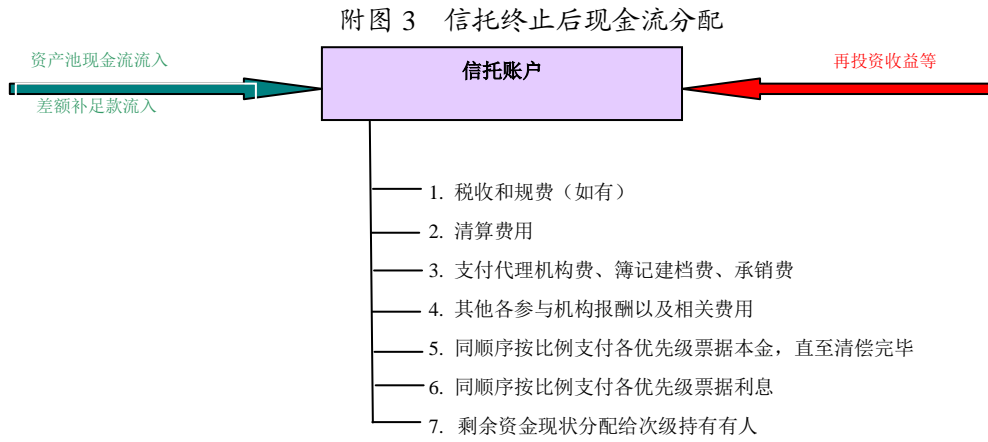 附图 3 信托终止后现金流分配
资产池现金流流入
信托账户
再投资收益等
差额补足款流入
1. 税收和规费（如有）
2. 清算费用
3. 支付代理机构费、簿记建档费、承销费
4. 其他各参与机构报酬以及相关费用
5. 同顺序按比例支付各优先级票据本金，直至清偿完毕
6. 同顺序按比例支付各优先级票据利息
7. 剩余资金现状分配给次级持有有人